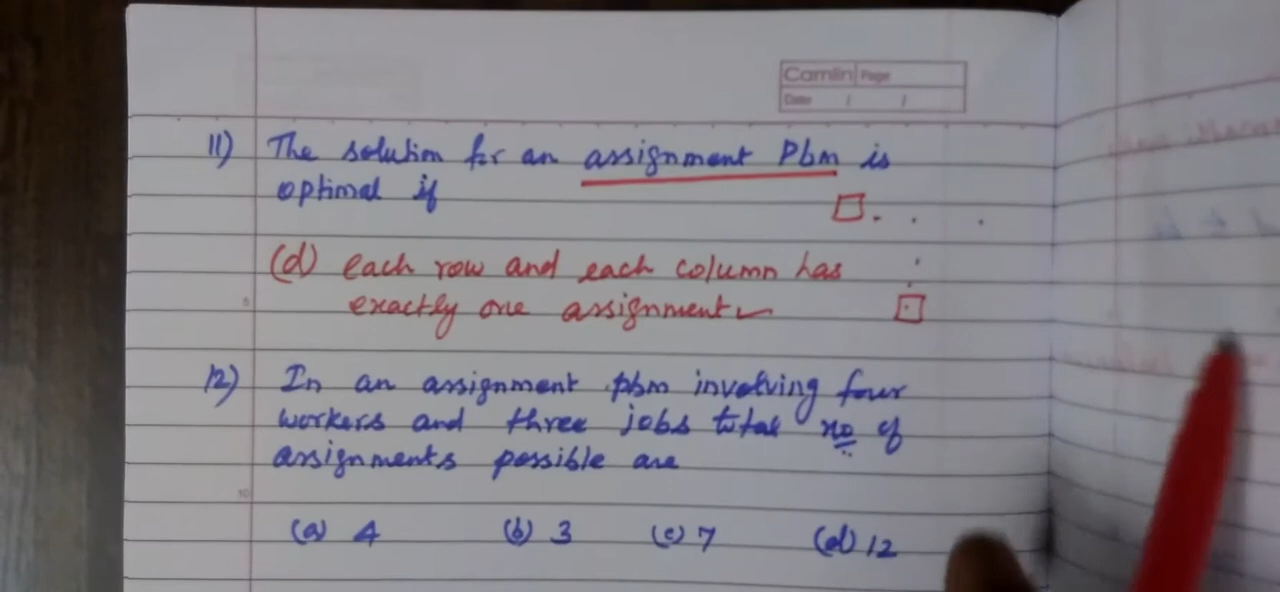 Camlin Page
Date / /
11) The solution for an assignment Pbm is
optimal if
(d) each row and each column has
exactly one assignment
12) In an assignment pbm involving four
workers and three jobs total no of
assignments possible are
(a) 4 (b) 3 (c) 7 (d) 12